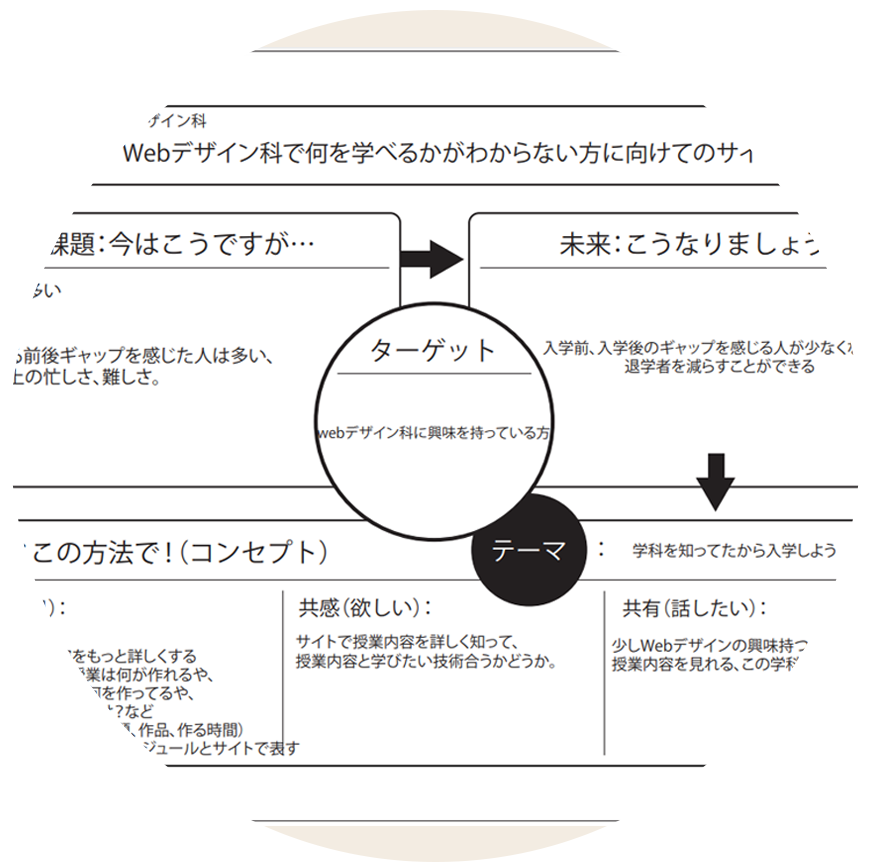 ザイン科
Webデザイン科で何を学べるかがわからない方に向けてのサイ
課題：今はこうですが…
未来：こうなりましょう
多い
前後ギャップを感じた人は多い、
上の忙しさ、難しさ。
ターゲット
webデザイン科に興味を持っている方
入学前、入学後のギャップを感じる人が少なくな
退学者を減らすことができる
この方法で！（コンセプト）
テーマ
：
学科を知ってたから入学しよう
）：
をもっと詳しくする
授業は何が作れるや、
何を作ってるや、
？など
、作品、作る時間）
ジュールとサイトで表す
共感（欲しい）：
サイトで授業内容を詳しく知って、
授業内容と学びたい技術合うかどうか。
共有（話したい）：
少しWebデザインの興味持つ
授業内容を見れる、この学科